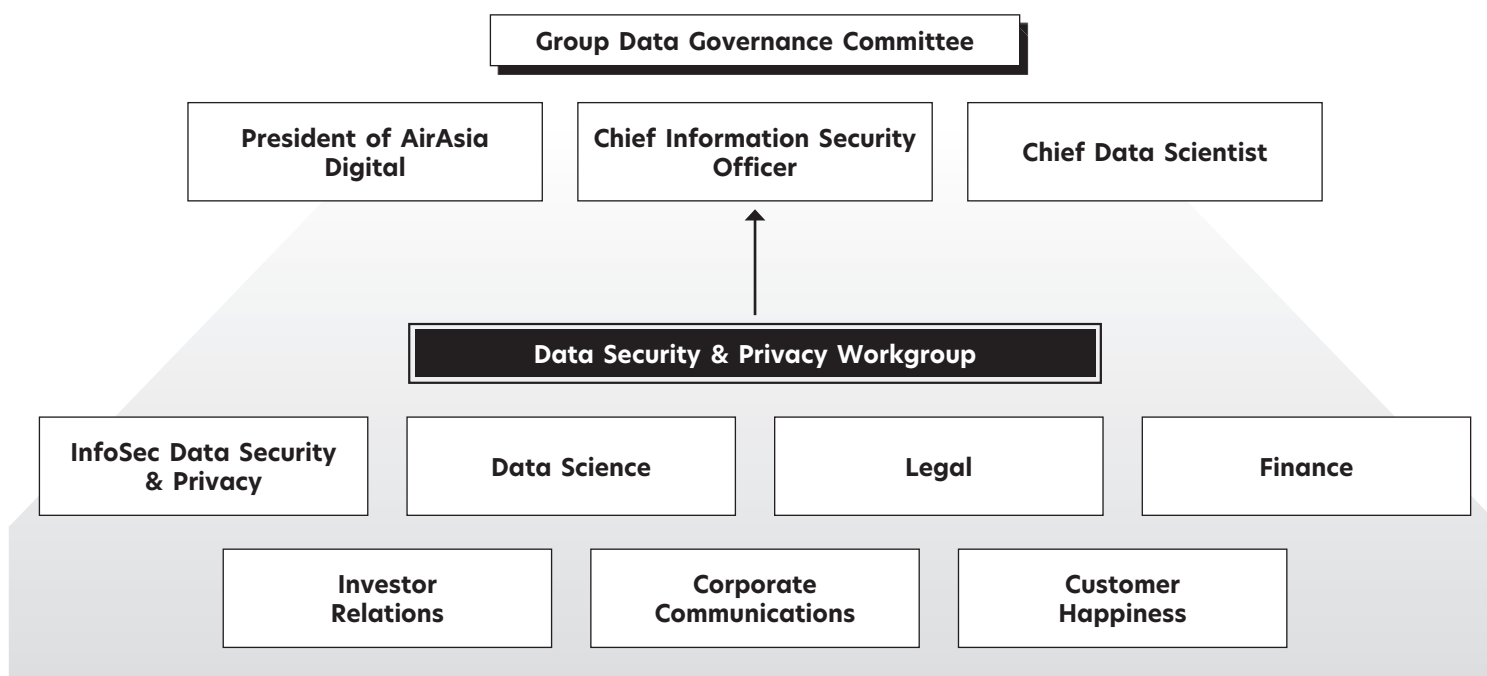 Group Data Governance Committee
President of AirAsia
Digital
Chief Information Security
Officer
Chief Data Scientist
Data Security & Privacy Workgroup
InfoSec Data Security
& Privacy
Data Science
Legal
Finance
Investor
Relations
Corporate
Communications
Customer
Happiness